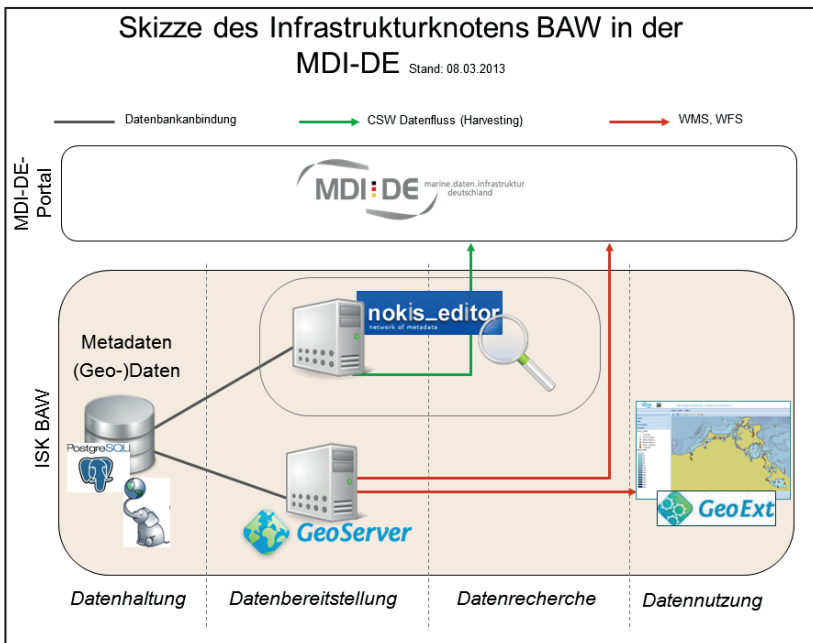 Skizze des Infrastrukturknotens BAW in der
MDI-DE Stand: 08.03.2013
Datenbankanbindung
CSW Datenfluss (Harvesting)
WMS, WFS
MDI-DE-
Portal
MDI:DE
marine.daten.infrastruktur
deutschland
ISK BAW
nokis_editor
network of metadata
Metadaten
(Geo-)Daten
PostgreSQL
GeoServer
GeoExt
Datenhaltung
Datenbereitstellung
Datenrecherche
Datennutzung